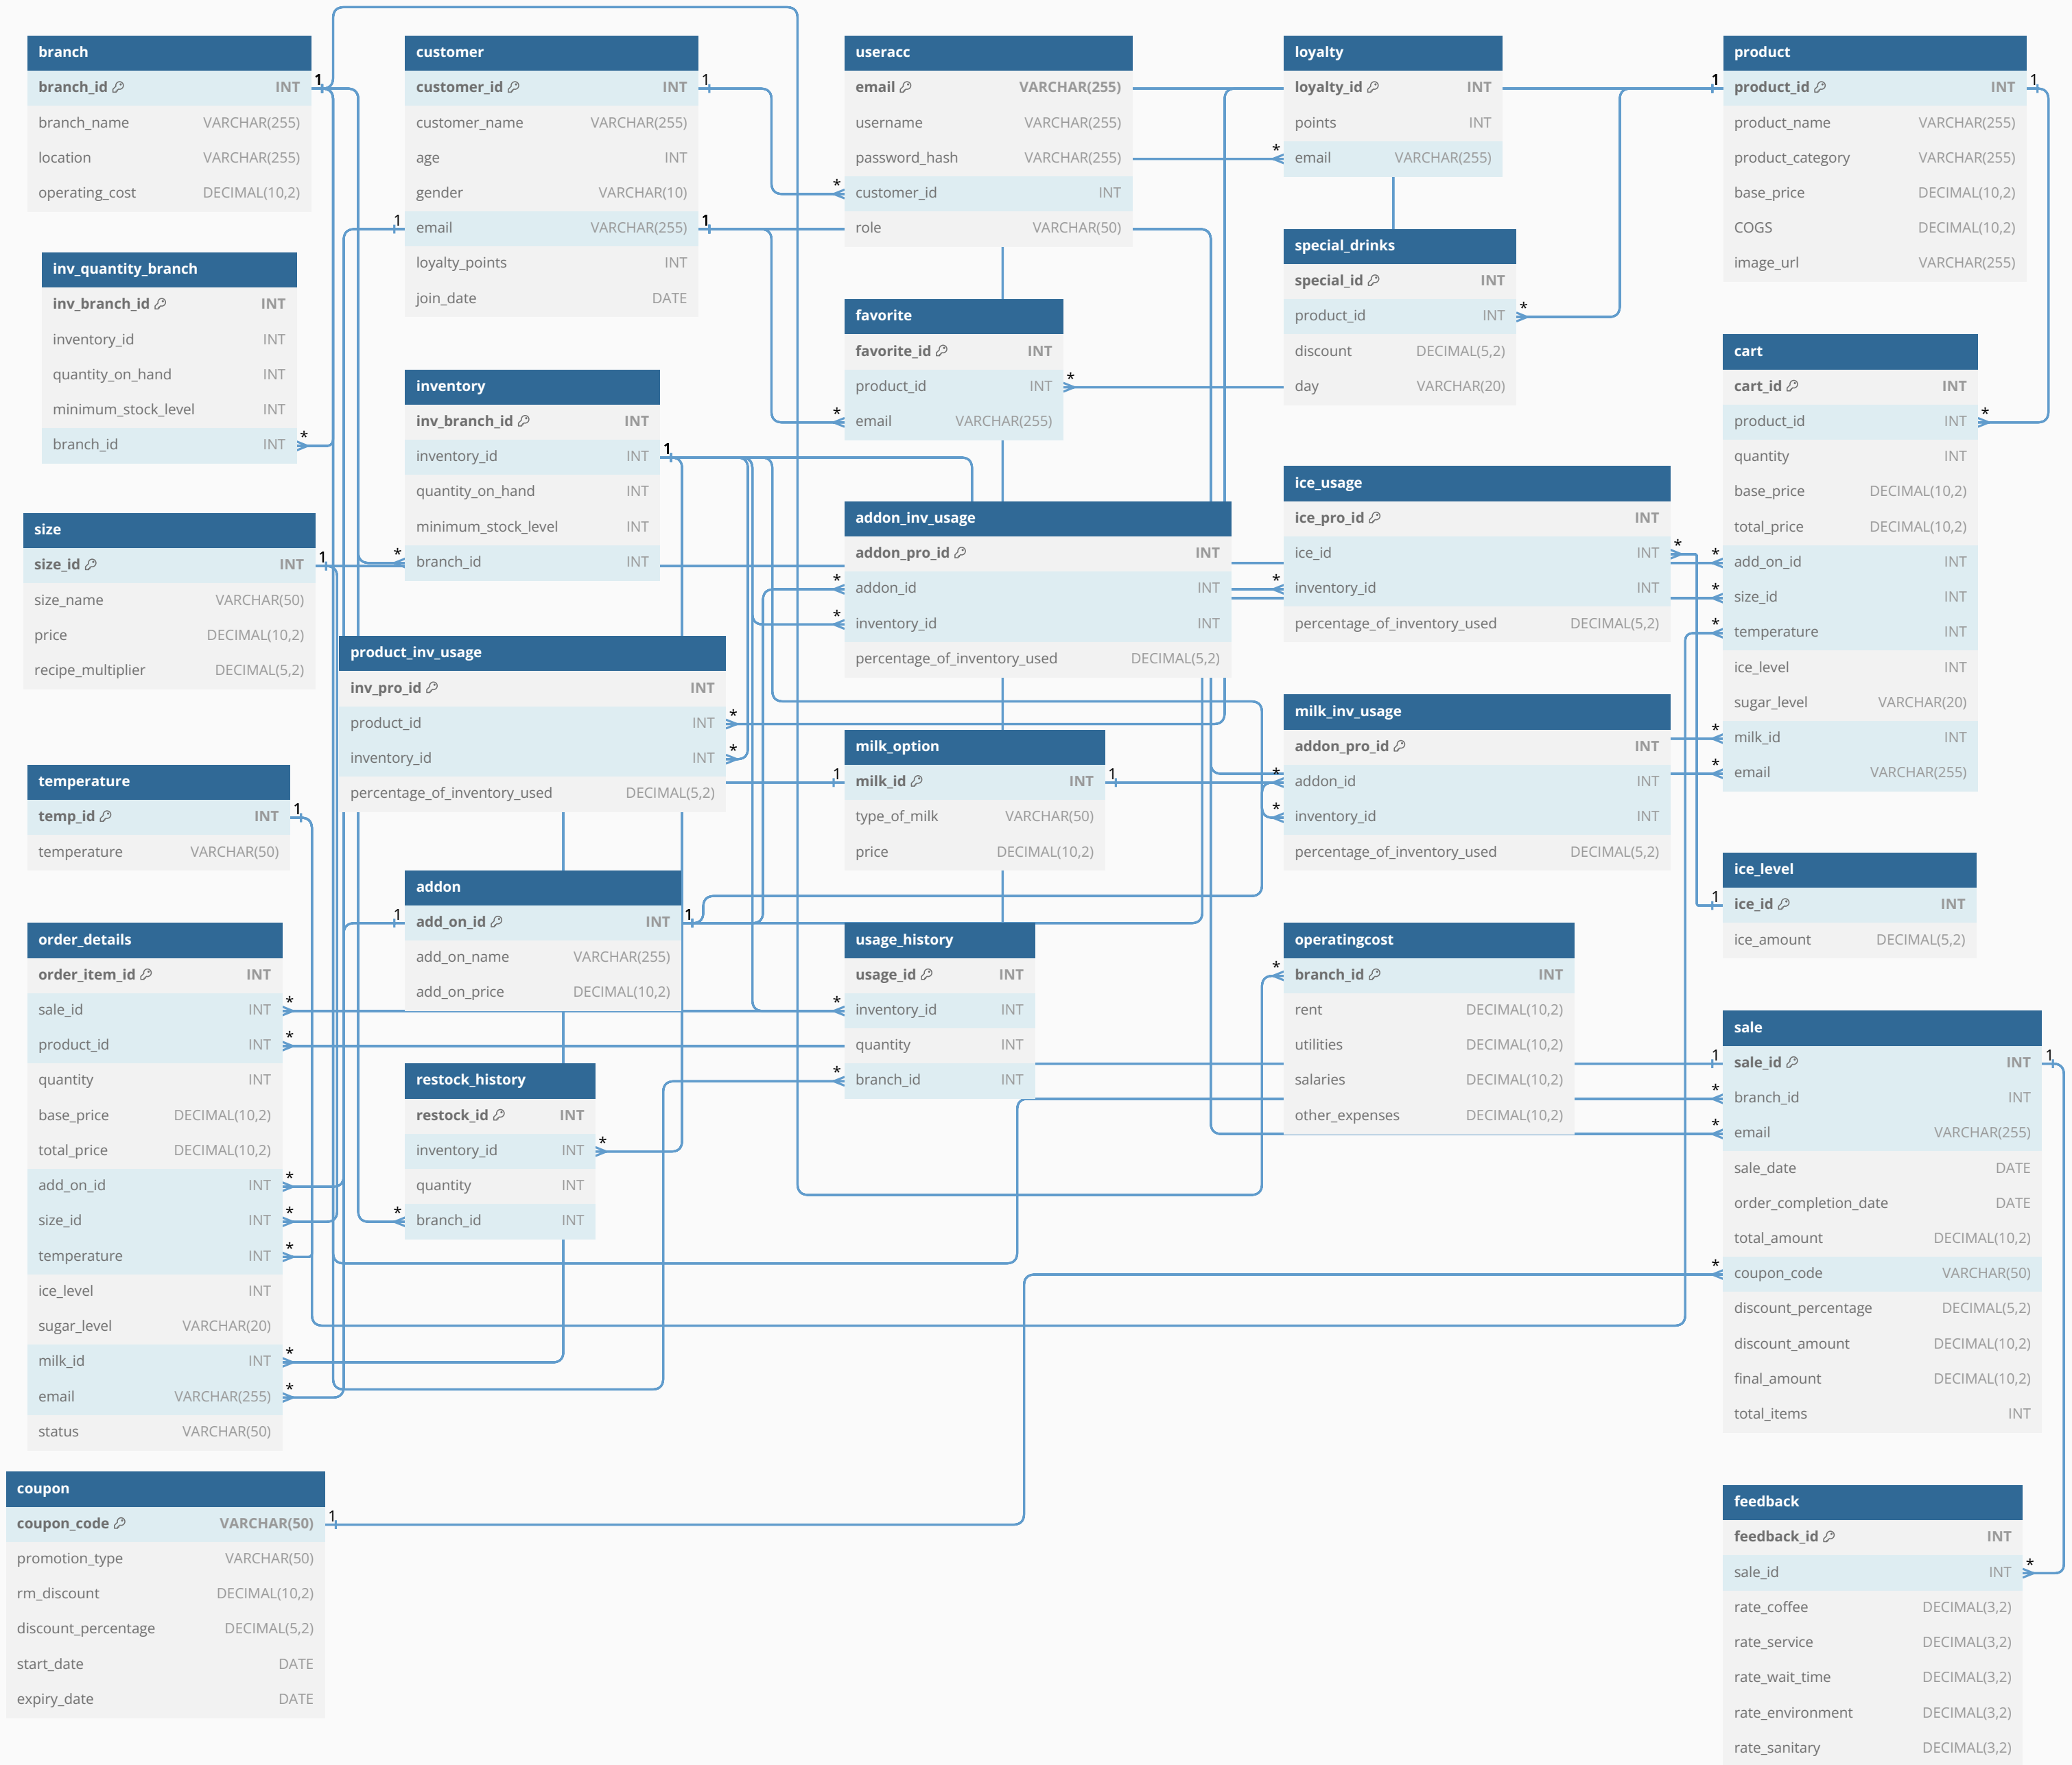 branch
branch_id INT
branch_name VARCHAR(255)
location VARCHAR(255)
operating_cost DECIMAL(10,2)
inv_quantity_branch
inv_branch_id INT
inventory_id INT
quantity_on_hand INT
minimum_stock_level INT
branch_id INT
size
size_id INT
size_name VARCHAR(50)
price DECIMAL(10,2)
recipe_multiplier DECIMAL(5,2)
temperature
temp_id INT
temperature VARCHAR(50)
order_details
order_item_id INT
sale_id INT
product_id INT
quantity INT
base_price DECIMAL(10,2)
total_price DECIMAL(10,2)
add_on_id INT
size_id INT
temperature INT
ice_level INT
sugar_level VARCHAR(20)
milk_id INT
email VARCHAR(255)
status VARCHAR(50)
coupon
coupon_code VARCHAR(50)
promotion_type VARCHAR(50)
rm_discount DECIMAL(10,2)
discount_percentage DECIMAL(5,2)
start_date DATE
expiry_date DATE
customer
customer_id INT
customer_name VARCHAR(255)
age INT
gender VARCHAR(10)
email VARCHAR(255)
loyalty_points INT
join_date DATE
inventory
inv_branch_id INT
inventory_id INT
quantity_on_hand INT
minimum_stock_level INT
branch_id INT
product_inv_usage
inv_pro_id INT
product_id INT
inventory_id INT
percentage_of_inventory_used DECIMAL(5,2)
addon
add_on_id INT
add_on_name VARCHAR(255)
add_on_price DECIMAL(10,2)
restock_history
restock_id INT
inventory_id INT
quantity INT
branch_id INT
useracc
email VARCHAR(255)
username VARCHAR(255)
password_hash VARCHAR(255)
customer_id INT
role VARCHAR(50)
favorite
favorite_id INT
product_id INT
email VARCHAR(255)
addon_inv_usage
addon_pro_id INT
addon_id INT
inventory_id INT
percentage_of_inventory_used DECIMAL(5,2)
milk_option
milk_id INT
type_of_milk VARCHAR(50)
price DECIMAL(10,2)
usage_history
usage_id INT
inventory_id INT
quantity INT
branch_id INT
loyalty
loyalty_id INT
points INT
email VARCHAR(255)
special_drinks
special_id INT
product_id INT
discount DECIMAL(5,2)
day VARCHAR(20)
ice_usage
ice_pro_id INT
ice_id INT
inventory_id INT
percentage_of_inventory_used DECIMAL(5,2)
milk_inv_usage
addon_pro_id INT
addon_id INT
inventory_id INT
percentage_of_inventory_used DECIMAL(5,2)
operatingcost
branch_id INT
rent DECIMAL(10,2)
utilities DECIMAL(10,2)
salaries DECIMAL(10,2)
other_expenses DECIMAL(10,2)
product
product_id INT
product_name VARCHAR(255)
product_category VARCHAR(255)
base_price DECIMAL(10,2)
COGS DECIMAL(10,2)
image_url VARCHAR(255)
cart
cart_id INT
product_id INT
quantity INT
base_price DECIMAL(10,2)
total_price DECIMAL(10,2)
add_on_id INT
size_id INT
temperature INT
ice_level INT
sugar_level VARCHAR(20)
milk_id INT
email VARCHAR(255)
ice_level
ice_id INT
ice_amount DECIMAL(5,2)
sale
sale_id INT
branch_id INT
email VARCHAR(255)
sale_date DATE
order_completion_date DATE
total_amount DECIMAL(10,2)
coupon_code VARCHAR(50)
discount_percentage DECIMAL(5,2)
discount_amount DECIMAL(10,2)
final_amount DECIMAL(10,2)
total_items INT
feedback
feedback_id INT
sale_id INT
rate_coffee DECIMAL(3,2)
rate_service DECIMAL(3,2)
rate_wait_time DECIMAL(3,2)
rate_environment DECIMAL(3,2)
rate_sanitary DECIMAL(3,2)